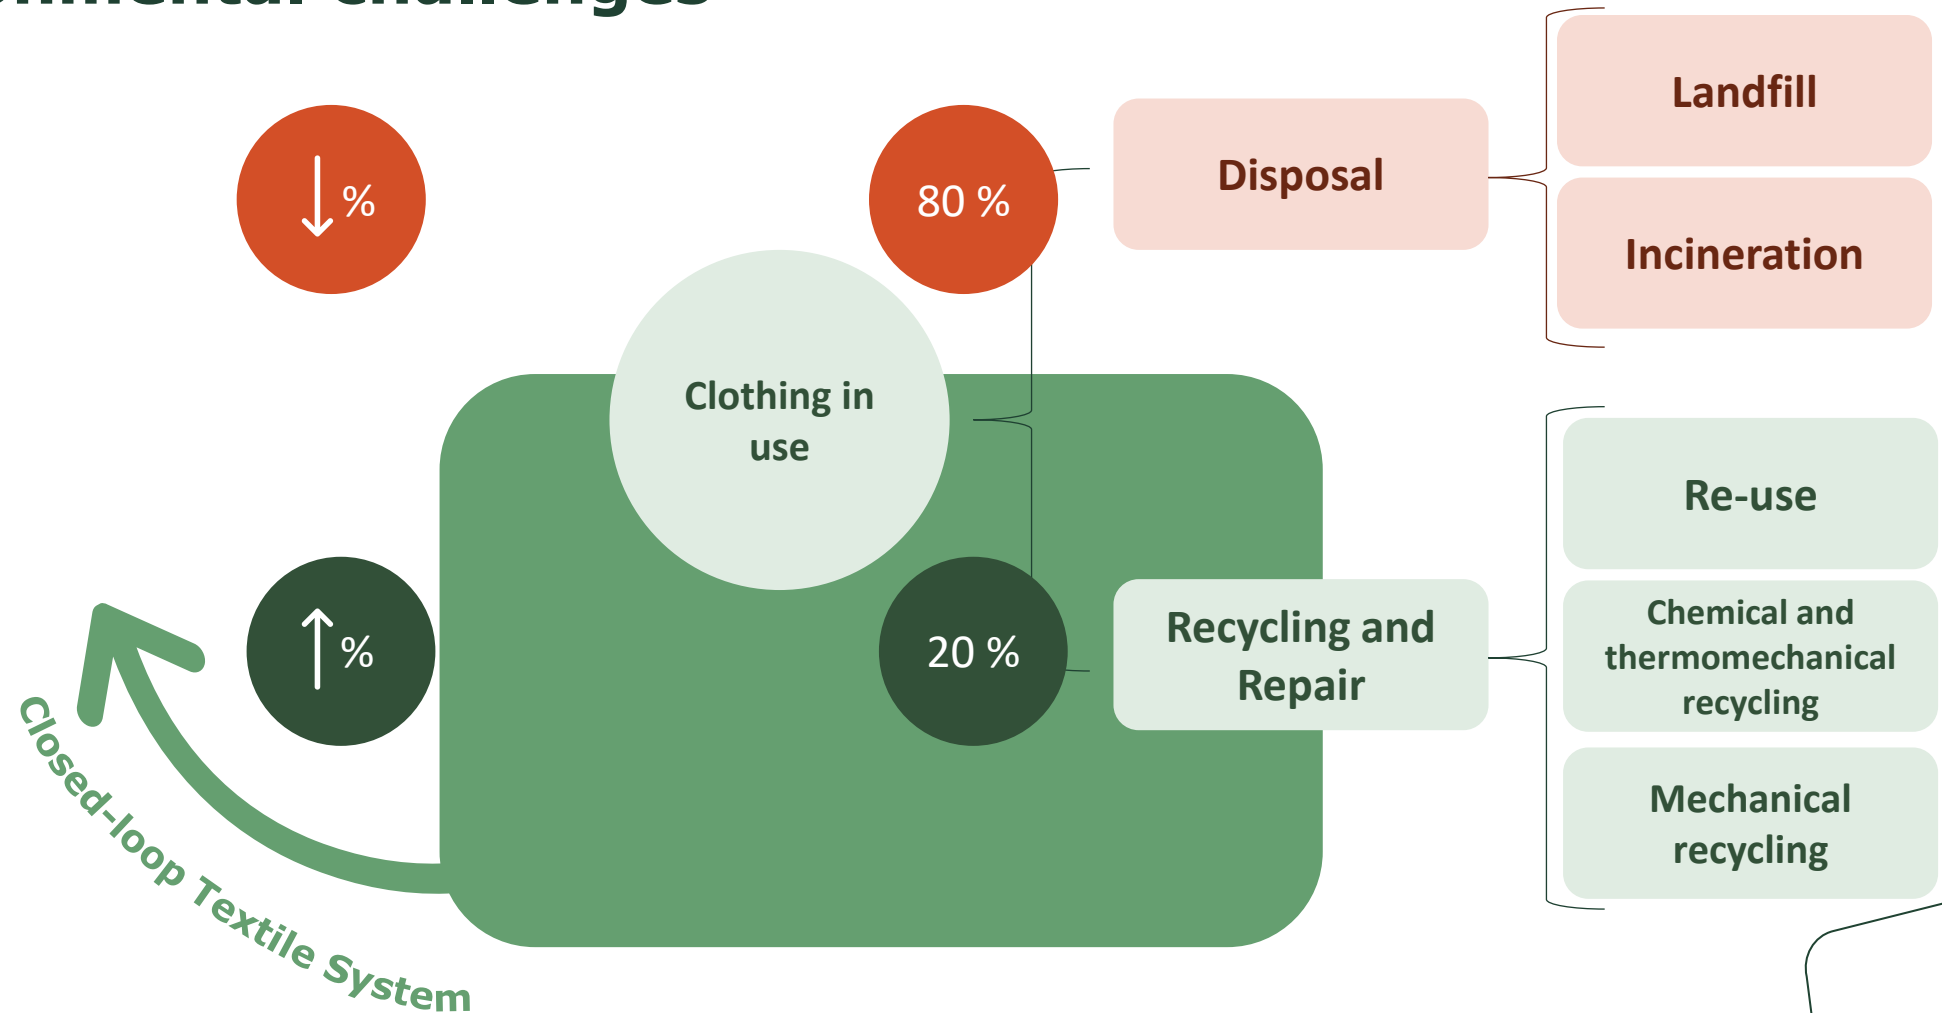 challenges
↓ %
80 %
Disposal
Landfill
Incineration
Clothing in
use
↑ %
20 %
Recycling and
Repair
Re-use
Chemical and
thermomechanical
recycling
Mechanical
recycling
Closed-loop Textile System